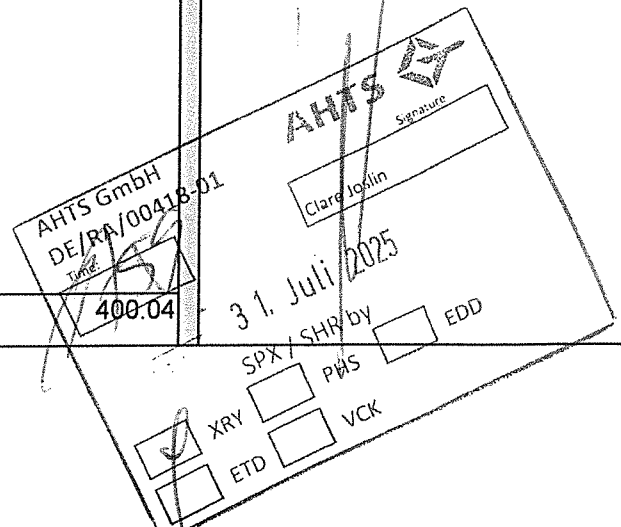 AHTS
Signature
AHTS GmbH
DE/RA/00418-01
Clare Joslin
Time:
400.04
31. Juli 2025
SPX / SHR by
XRY
PHS
EDD
ETD
VCK